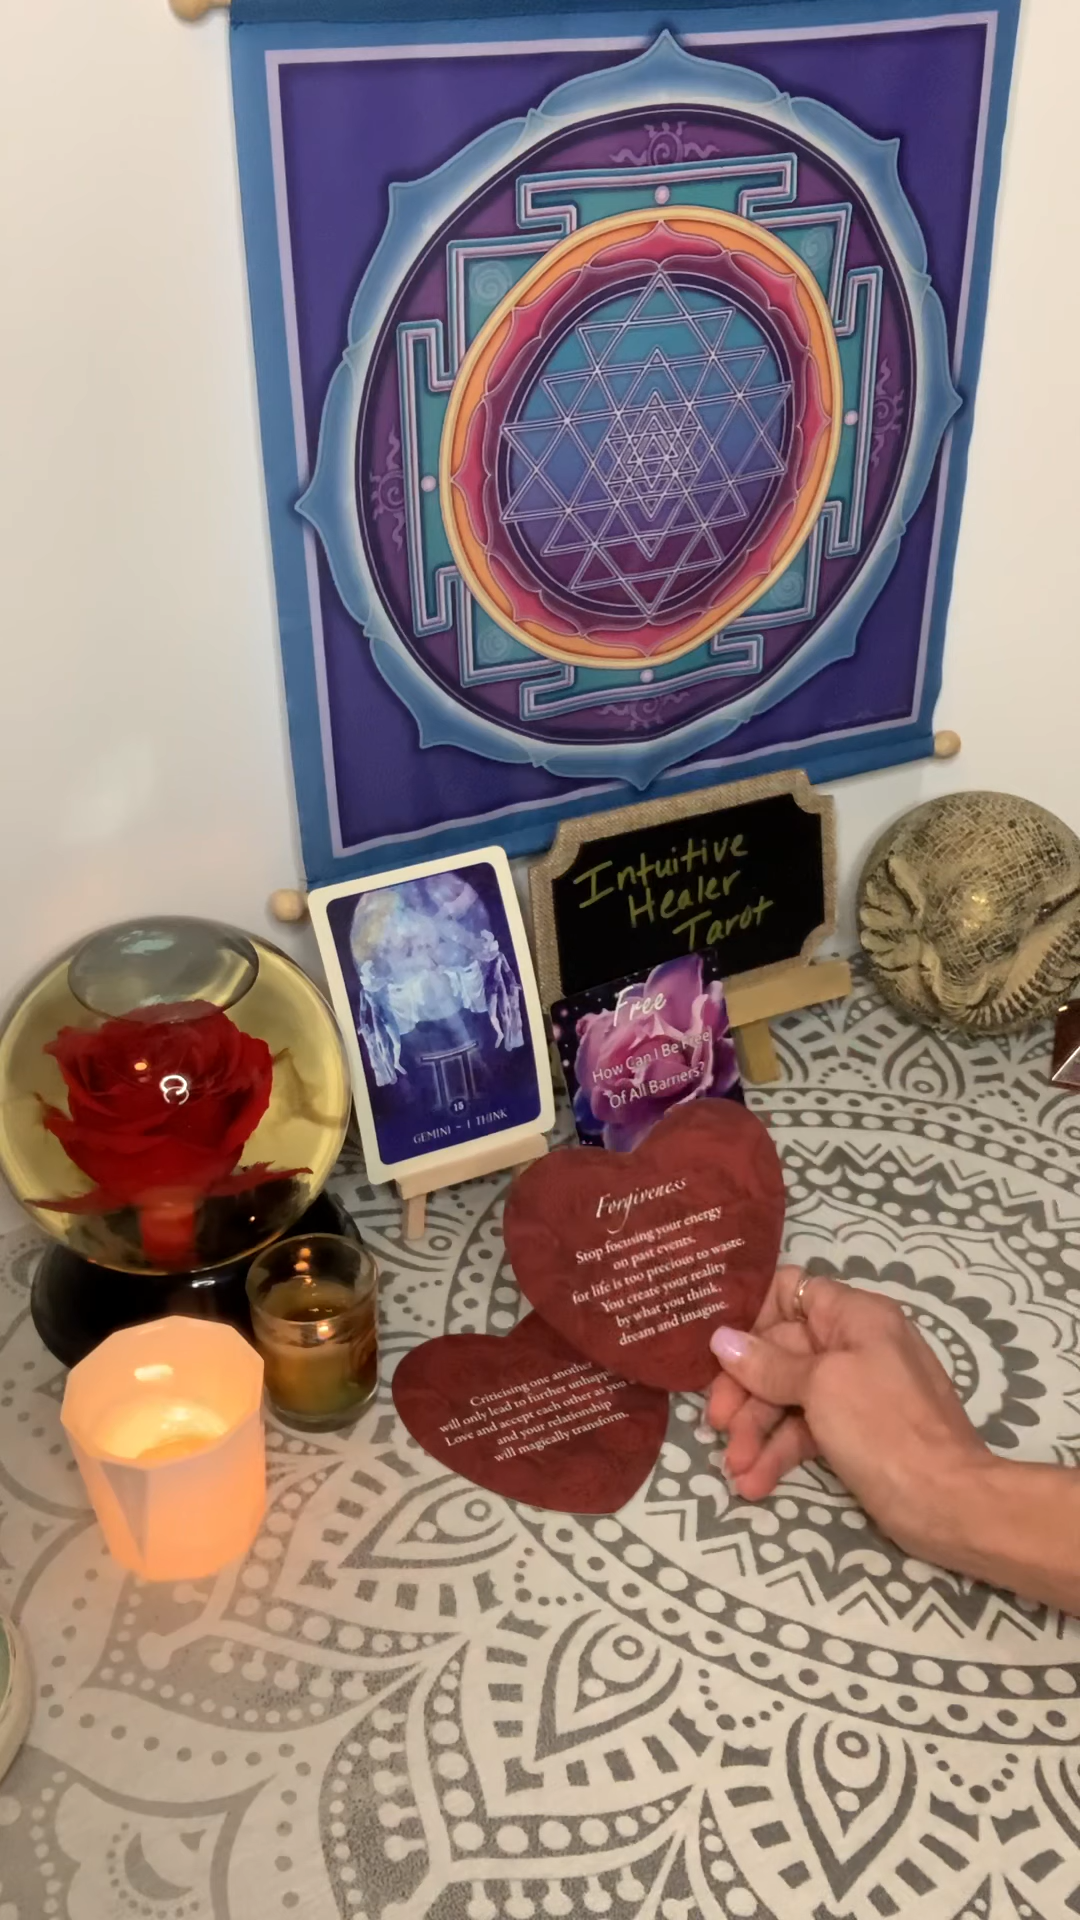 Intuitive
Healer
Tarot
18
GEMINI ~ I THINK
Free
How Can I Be Free
Of All Barriers?
Forgiveness
Stop focusing your energy
on past events,
for life is too precious to waste.
You create your reality
by what you think,
dream and imagine.
Criticising one another
will only lead to further
Love and accept each other as you
and your relationship
will magically transform.